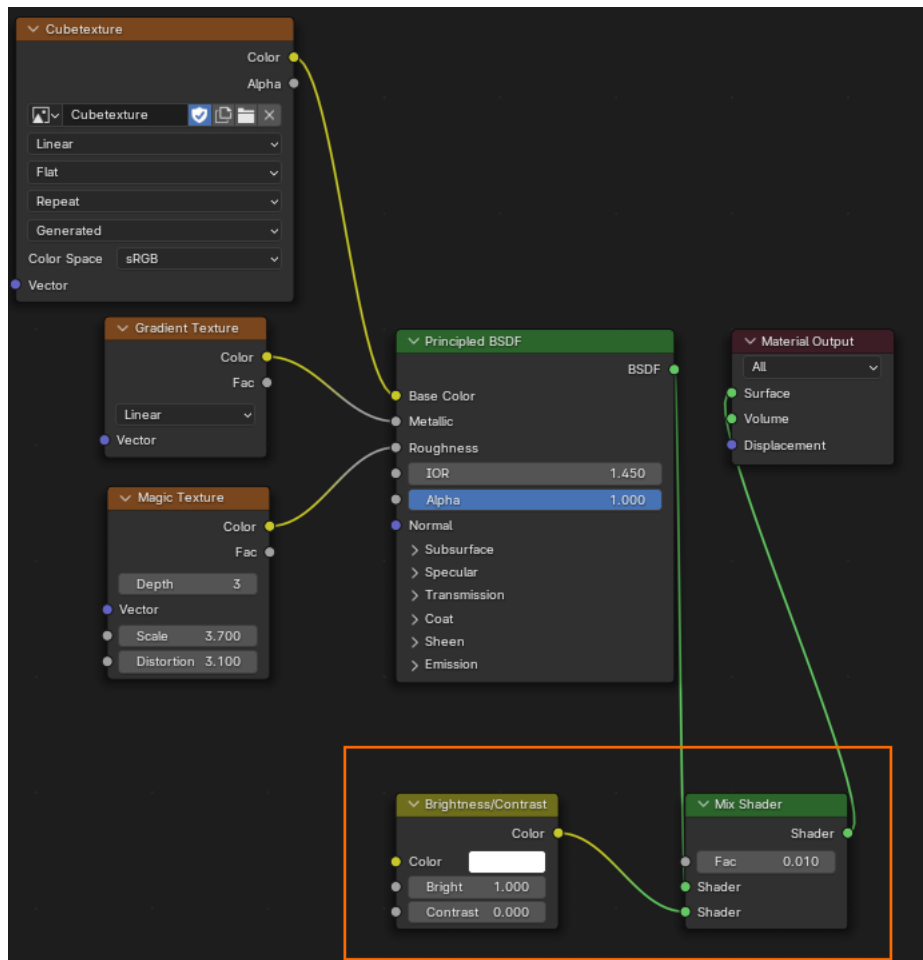 Cubetexture
Color
Alpha
Cubetexture
Linear
Flat
Repeat
Generated
Color Space sRGB
Vector
Gradient Texture
Color
Fac
Linear
Vector
Magic Texture
Color
Fac
Depth 3
Vector
Scale 3.700
Distortion 3.100
Principled BSDF
BSDF
Base Color
Metallic
Roughness
IOR 1.450
Alpha 1.000
Normal
Subsurface
Specular
Transmission
Coat
Sheen
Emission
Material Output
All
Surface
Volume
Displacement
Brightness/Contrast
Color
Color
Bright 1.000
Contrast 0.000
Mix Shader
Shader
Fac 0.010
Shader
Shader